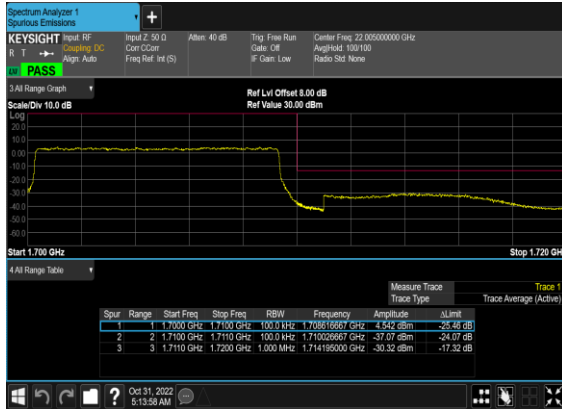 Spectrum Analyzer 1
Spurious Emissions
+
KEYSIGHT Input: RF Input Z: 50 Ω Atten: 40 dB Trig: Free Run Center Freq: 22.005000000 GHz
R T Coupling: DC Corr CCorr Gate: Off Avg|Hold: 100/100
Align: Auto Freq Ref: Int (S) IF Gain: Low Radio Std: None
PASS
3 All Range Graph
Ref Lvl Offset 8.00 dB
Scale/Div 10.0 dB Ref Value 30.00 dBm
Log
20.0
10.0
0.00
-10.0
-20.0
-30.0
-40.0
-50.0
-60.0
Start 1.700 GHz Stop 1.720 GH
4 All Range Table
Measure Trace Trace 1
Trace Type Trace Average (Active)
Spur Range Start Freq Stop Freq RBW Frequency Amplitude ΔLimit
1 1 1.7000 GHz 1.7100 GHz 100.0 kHz 1.708616667 GHz 4.542 dBm -25.46 dB
2 2 1.7100 GHz 1.7110 GHz 100.0 kHz 1.710026667 GHz -37.07 dBm -24.07 dB
3 3 1.7110 GHz 1.7200 GHz 1.000 MHz 1.714195000 GHz -30.32 dBm -17.32 dB
? Oct 31, 2022
5:13:58 AM